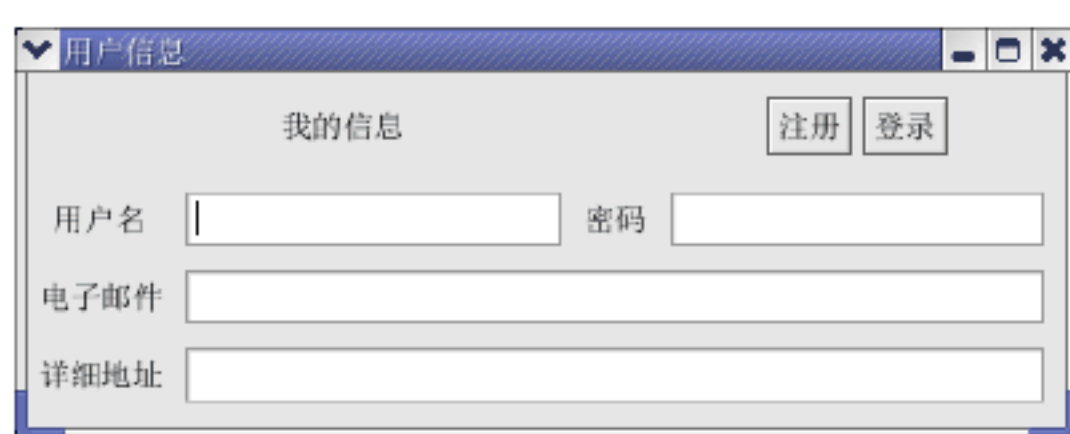 用户信息
我的信息 注册 登录
用户名 密码
电子邮件
详细地址